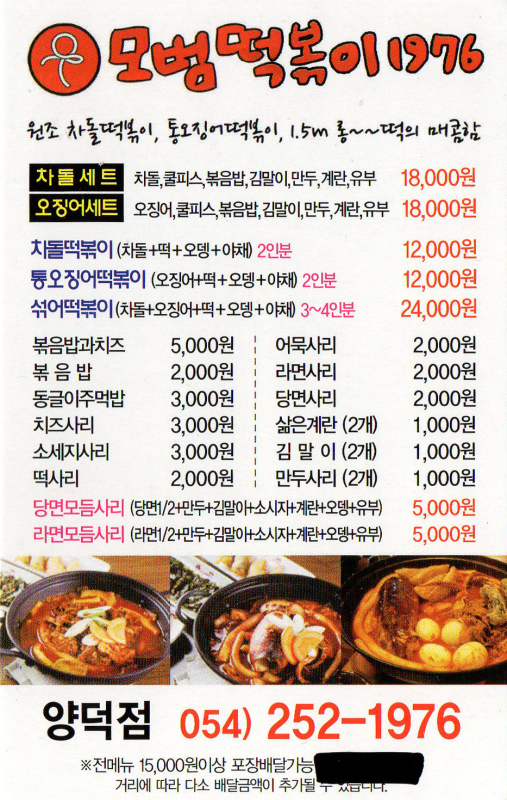 모범떡볶이 1976
원조 차돌떡볶이, 통오징어떡볶이, 1.5m 롱~~떡의 매콤함
차돌세트 차돌,쿨피스,볶음밥,김말이,만두,계란,유부 18,000원
오징어세트 오징어,쿨피스,볶음밥,김말이,만두,계란,유부 18,000원
차돌떡볶이 (차돌+떡+오뎅+야채) 2인분 12,000원
통오징어떡볶이 (오징어+떡+오뎅+야채) 2인분 12,000원
섞어떡볶이 (차돌+오징어+떡+오뎅+야채) 3~4인분 24,000원
볶음밥과치즈 5,000원 어묵사리 2,000원
볶음밥 2,000원 라면사리 2,000원
동글이주먹밥 3,000원 당면사리 2,000원
치즈사리 3,000원 삶은계란 (2개) 1,000원
소세지사리 3,000원 김말이 (2개) 1,000원
떡사리 2,000원 만두사리 (2개) 1,000원
당면모듬사리 (당면1/2+만두+김말아+소시자+계란+오뎅+유부) 5,000원
라면모듬사리 (라면1/2+만두+김말아+소시자+계란+오뎅+유부) 5,000원
양덕점 054) 252-1976
※전메뉴 15,000원이상 포장배달가능
거리에 따라 다소 배달금액이 추가될 수 있습니다.